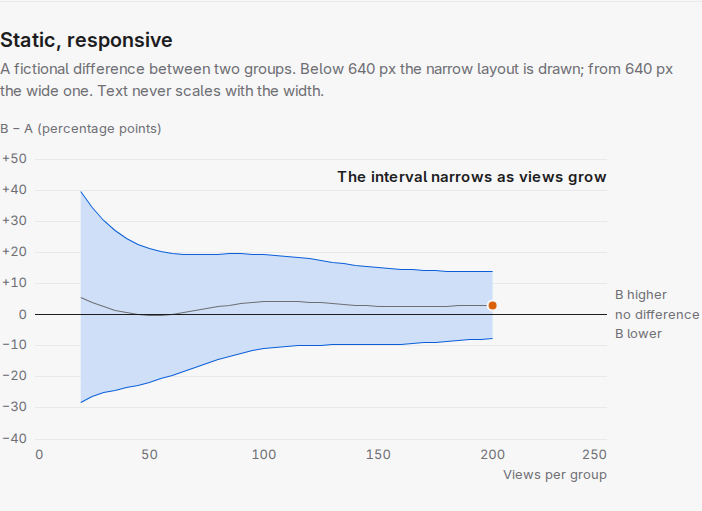 Static, responsive
A fictional difference between two groups. Below 640 px the narrow layout is drawn; from 640 px
the wide one. Text never scales with the width.
B − A (percentage points)
+50
The interval narrows as views grow
+40
+30
+20
+10
B higher
0
no difference
B lower
−10
−20
−30
−40
0 50 100 150 200 250
Views per group